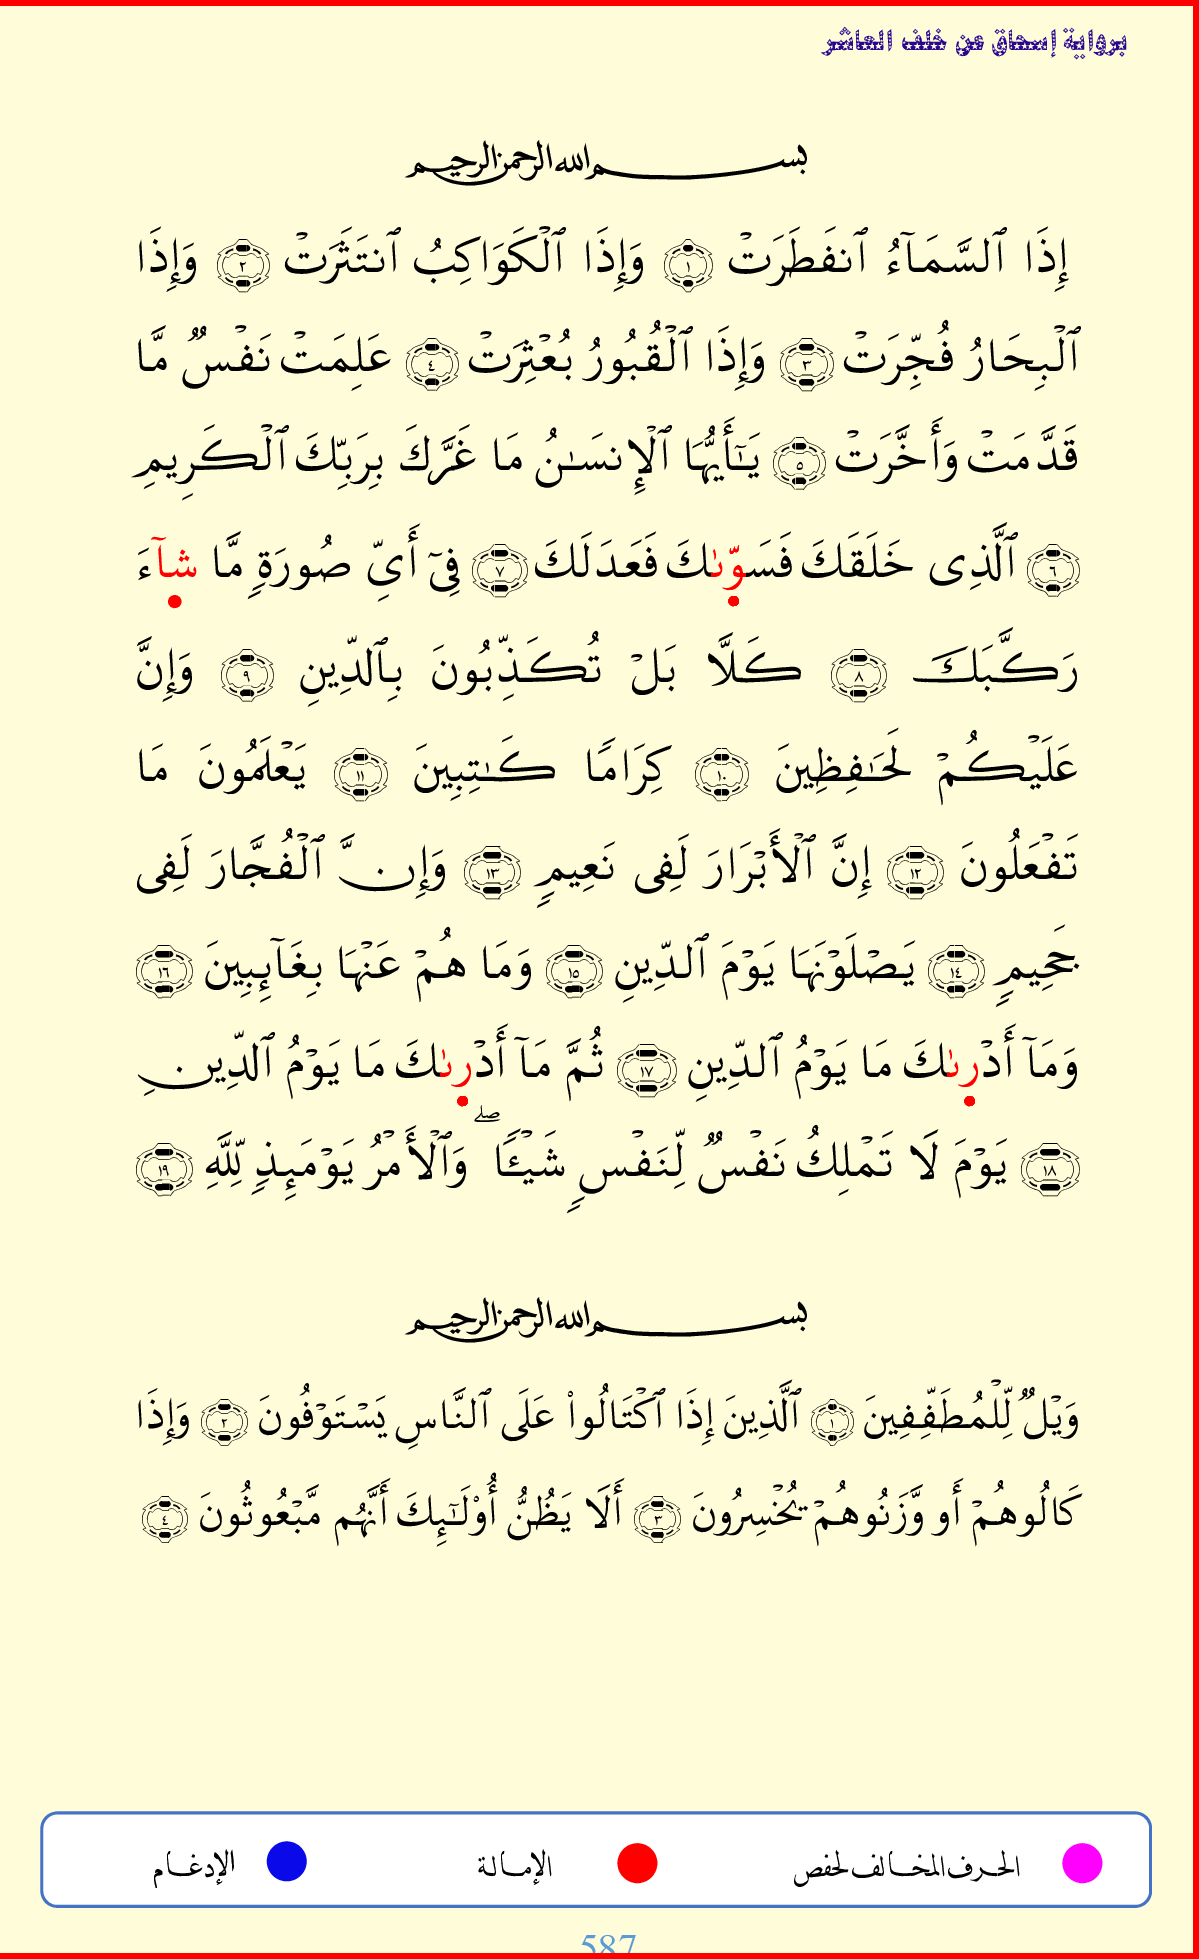 برواية إسحاق عن خلف العاشر
بسم الله الرحمن الرحيم
إِذَا ٱلسَّمَآءُ ٱنفَطَرَتۡ ١ وَإِذَا ٱلۡكَوَاكِبُ ٱنتَثَرَتۡ ٢ وَإِذَا
ٱلۡبِحَارُ فُجِّرَتۡ ٣ وَإِذَا ٱلۡقُبُورُ بُعۡثِرَتۡ ٤ عَلِمَتۡ نَفۡسٞ مَّا
قَدَّمَتۡ وَأَخَّرَتۡ ٥ يَٰٓأَيُّهَا ٱلۡإِنسَٰنُ مَا غَرَّكَ بِرَبِّكَ ٱلۡكَرِيمِ
٦ ٱلَّذِي خَلَقَكَ فَسَوّىٰكَ فَعَدَلَكَ ٧ فِيٓ أَيِّ صُورَةٖ مَّا شآءَ
رَكَّبَكَ ٨ كَلَّا بَلۡ تُكَذِّبُونَ بِٱلدِّينِ ٩ وَإِنَّ
عَلَيۡكُمۡ لَحَٰفِظِينَ ١٠ كِرَامٗا كَٰتِبِينَ ١١ يَعۡلَمُونَ مَا
تَفۡعَلُونَ ١٢ إِنَّ ٱلۡأَبۡرَارَ لَفِي نَعِيمٖ ١٣ وَإِنَّ ٱلۡفُجَّارَ لَفِي
جَحِيمٖ ١٤ يَصۡلَوۡنَهَا يَوۡمَ ٱلدِّينِ ١٥ وَمَا هُمۡ عَنۡهَا بِغَآئِبِينَ ١٦
وَمَآ أَدۡرىٰكَ مَا يَوۡمُ ٱلدِّينِ ١٧ ثُمَّ مَآ أَدۡرىٰكَ مَا يَوۡمُ ٱلدِّينِ
١٨ يَوۡمَ لَا تَمۡلِكُ نَفۡسٞ لِّنَفۡسٖ شَيۡـٔٗاۖ وَٱلۡأَمۡرُ يَوۡمَئِذٖ لِّلَّهِ ١٩
بسم الله الرحمن الرحيم
وَيۡلٞ لِّلۡمُطَفِّفِينَ ١ ٱلَّذِينَ إِذَا ٱكۡتَالُواْ عَلَى ٱلنَّاسِ يَسۡتَوۡفُونَ ٢ وَإِذَا
كَالُوهُمۡ أَو وَّزَنُوهُمۡ يُخۡسِرُونَ ٣ أَلَا يَظُنُّ أُوْلَٰٓئِكَ أَنَّهُم مَّبۡعُوثُونَ ٤
الحرف المخالف لحفص الإمالة الإدغام
587